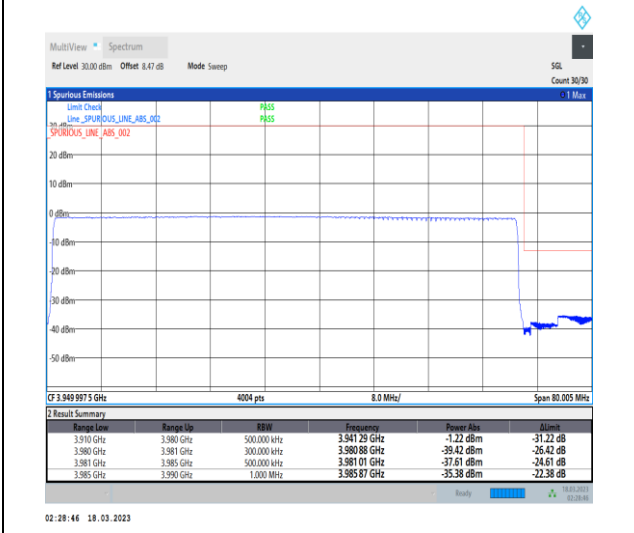 MultiView Spectrum
Ref Level 30.00 dBm Offset 8.47 dB Mode Sweep SGL
Count 30/30
1 Spurious Emissions 1 Max
Limit Check PASS
Line _SPURIOUS_LINE_ABS_002 PASS
SPURIOUS_LINE_ABS_002
20 dBm
10 dBm
0 dBm
-10 dBm
-20 dBm
-30 dBm
-40 dBm
-50 dBm
CF 3.949 997 5 GHz 4004 pts 8.0 MHz/ Span 80.005 MHz
2 Result Summary
Range Low Range Up RBW Frequency Power Abs ΔLimit
3.910 GHz 3.980 GHz 500.000 kHz 3.941 29 GHz -1.22 dBm -31.22 dB
3.980 GHz 3.981 GHz 300.000 kHz 3.980 88 GHz -39.42 dBm -26.42 dB
3.981 GHz 3.985 GHz 500.000 kHz 3.981 01 GHz -37.61 dBm -24.61 dB
3.985 GHz 3.990 GHz 1.000 MHz 3.985 87 GHz -35.38 dBm -22.38 dB
Ready 18.03.2023
02:28:46
02:28:46 18.03.2023